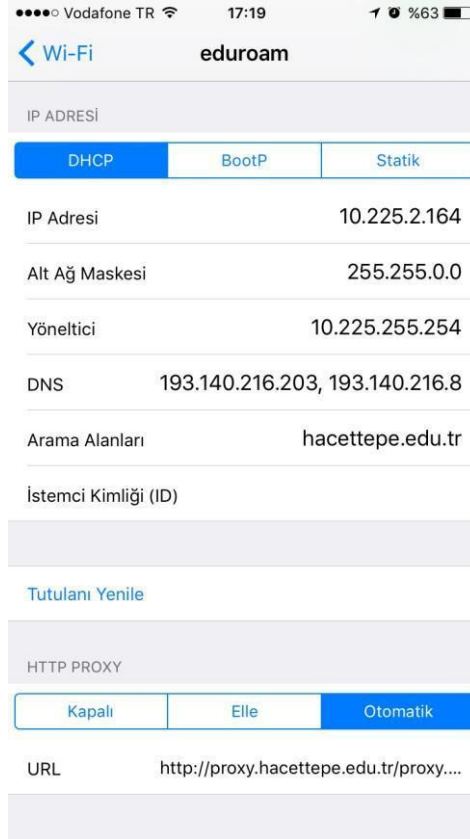 Vodafone TR 17:19 %63
Wi-Fi eduroam
IP ADRESİ
DHCP BootP Statik
IP Adresi 10.225.2.164
Alt Ağ Maskesi 255.255.0.0
Yöneltici 10.225.255.254
DNS 193.140.216.203, 193.140.216.8
Arama Alanları hacettepe.edu.tr
İstemci Kimliği (ID)
Tutulanı Yenile
HTTP PROXY
Kapalı Elle Otomatik
URL http://proxy.hacettepe.edu.tr/proxy....